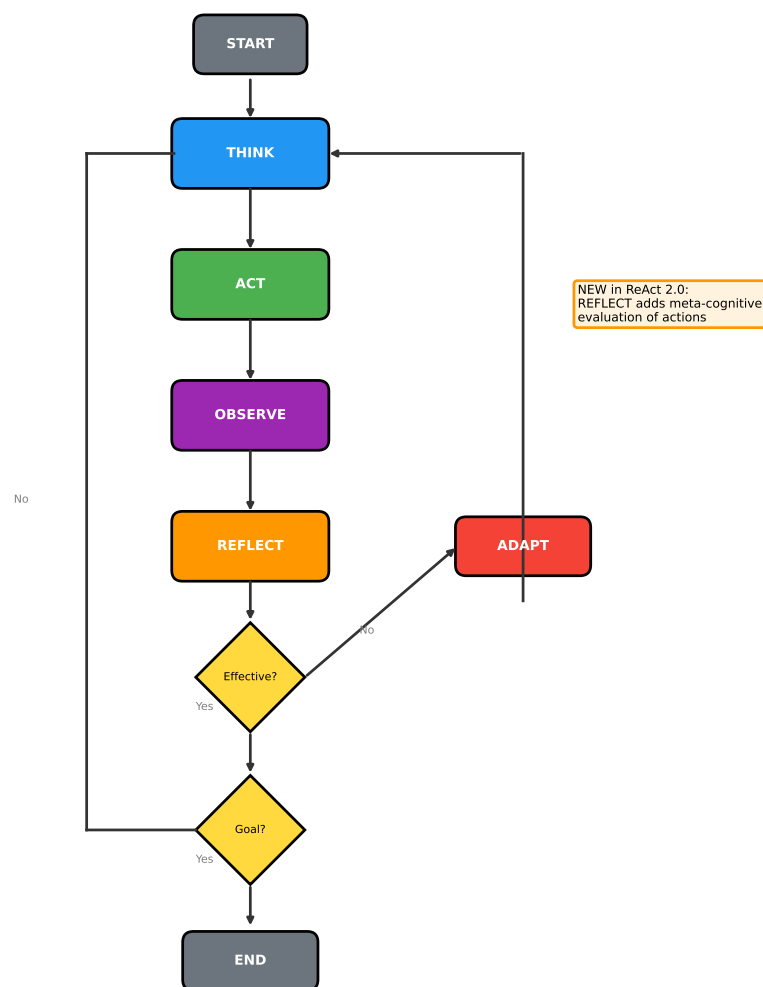 START
THINK
ACT
NEW in ReAct 2.0:
REFLECT adds meta-cognitive
evaluation of actions
OBSERVE
No
REFLECT
ADAPT
No
Effective?
Yes
Goal?
Yes
END